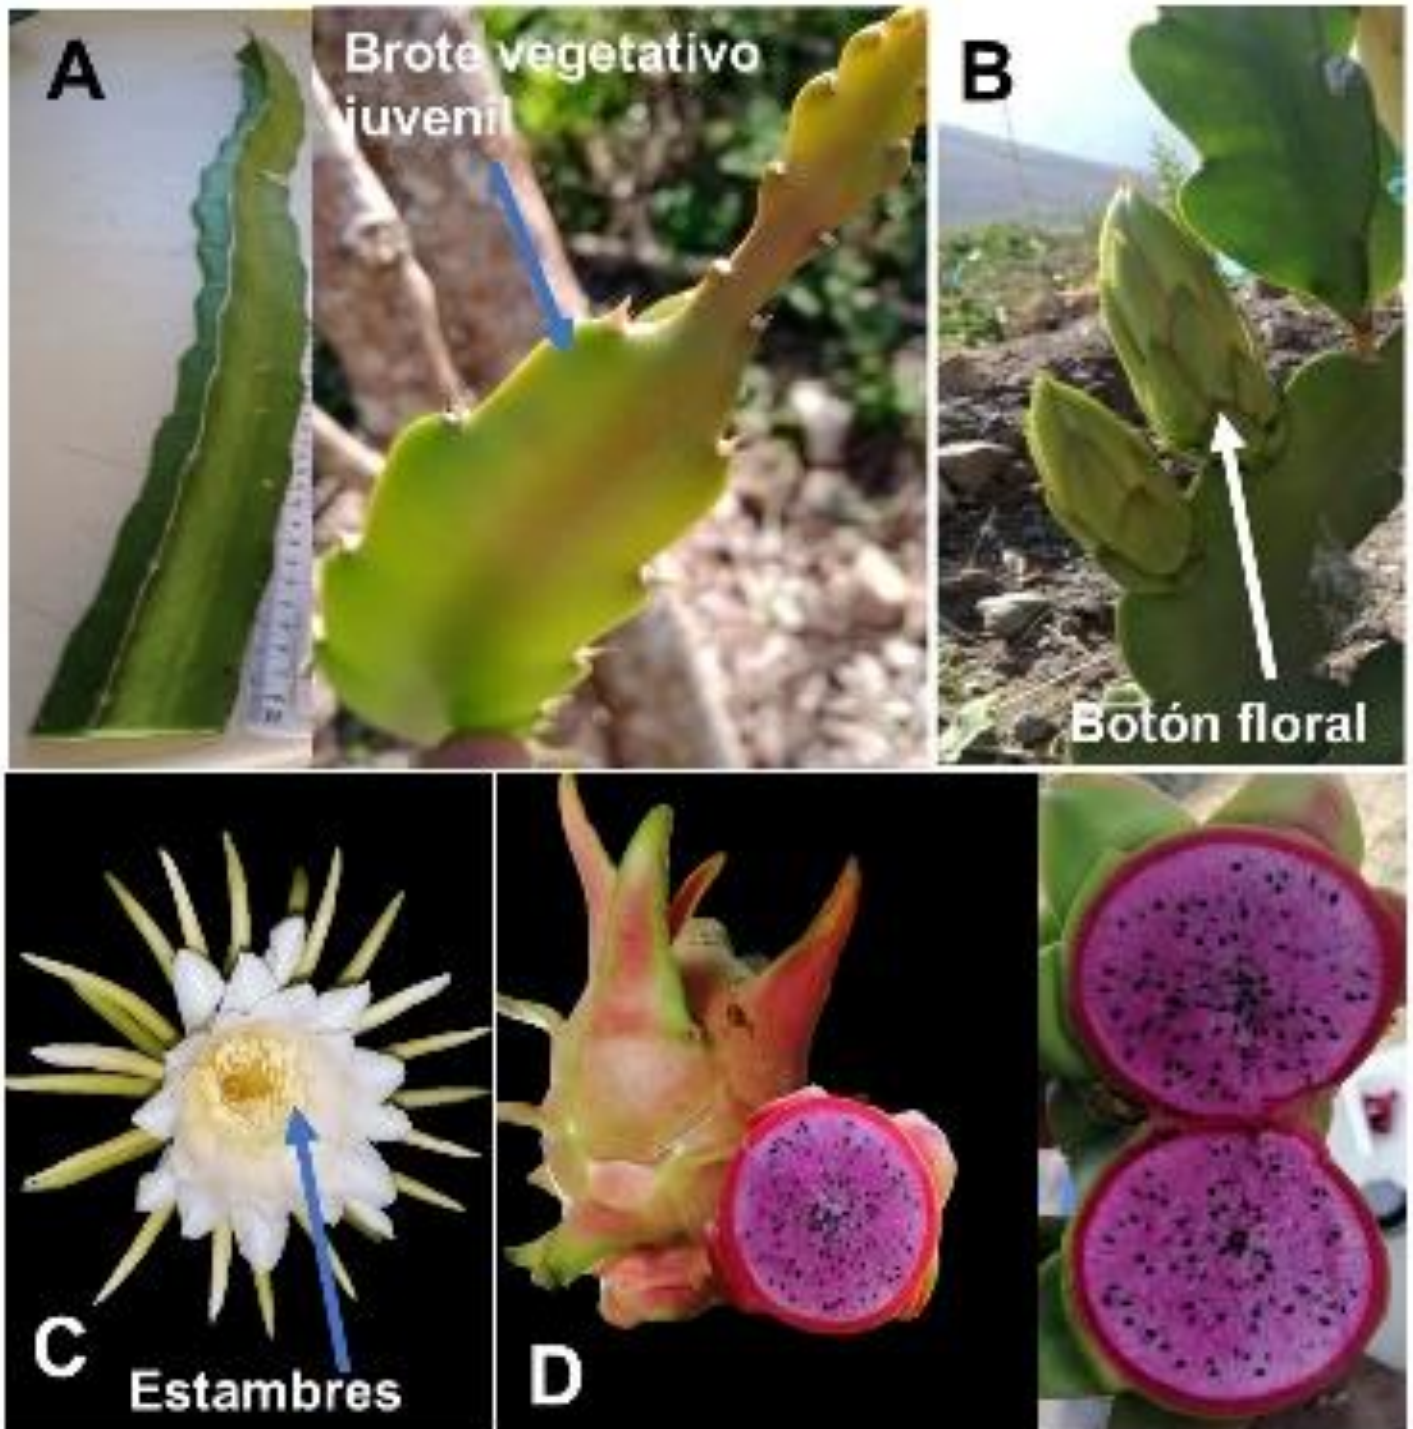 A
Brote vegetativo
juvenil
B
Botón floral
C
Estambres
D